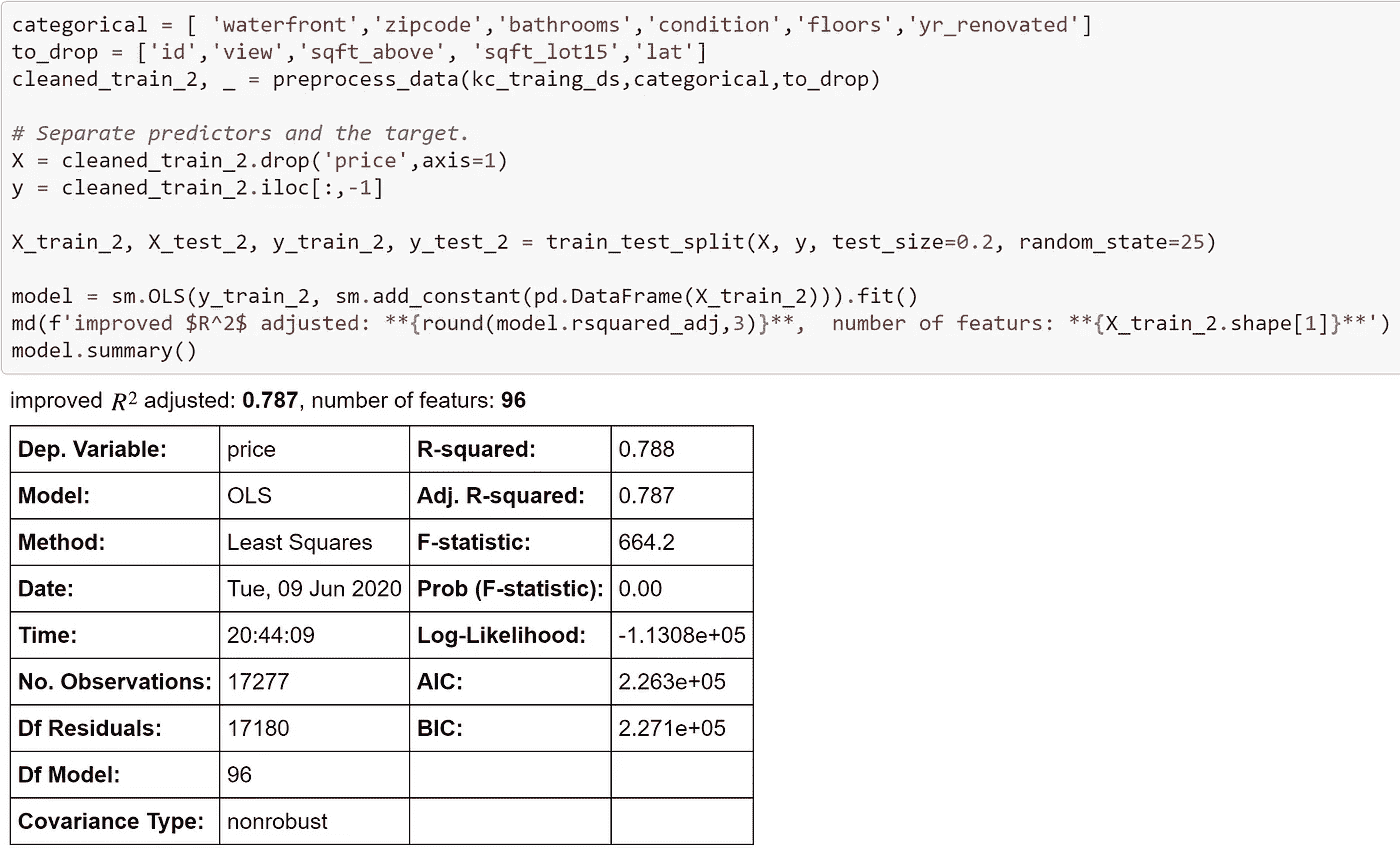 categorical = [ 'waterfront','zipcode','bathrooms','condition','floors','yr_renovated']
to_drop = ['id','view','sqft_above', 'sqft_lot15','lat']
cleaned_train_2, _ = preprocess_data(kc_traing_ds,categorical,to_drop)
# Separate predictors and the target.
X = cleaned_train_2.drop('price',axis=1)
y = cleaned_train_2.iloc[:,-1]
X_train_2, X_test_2, y_train_2, y_test_2 = train_test_split(X, y, test_size=0.2, random_state=25)
model = sm.OLS(y_train_2, sm.add_constant(pd.DataFrame(X_train_2))).fit()
md(f'improved $R^2$ adjusted: **{round(model.rsquared_adj,3)}**,  number of featurs: **{X_train_2.shape[1]}**')
model.summary()
improved R² adjusted: 0.787, number of featurs: 96
Dep. Variable: price R-squared: 0.788
Model: OLS Adj. R-squared: 0.787
Method: Least Squares F-statistic: 664.2
Date: Tue, 09 Jun 2020 Prob (F-statistic): 0.00
Time: 20:44:09 Log-Likelihood: -1.1308e+05
No. Observations: 17277 AIC: 2.263e+05
Df Residuals: 17180 BIC: 2.271e+05
Df Model: 96
Covariance Type: nonrobust